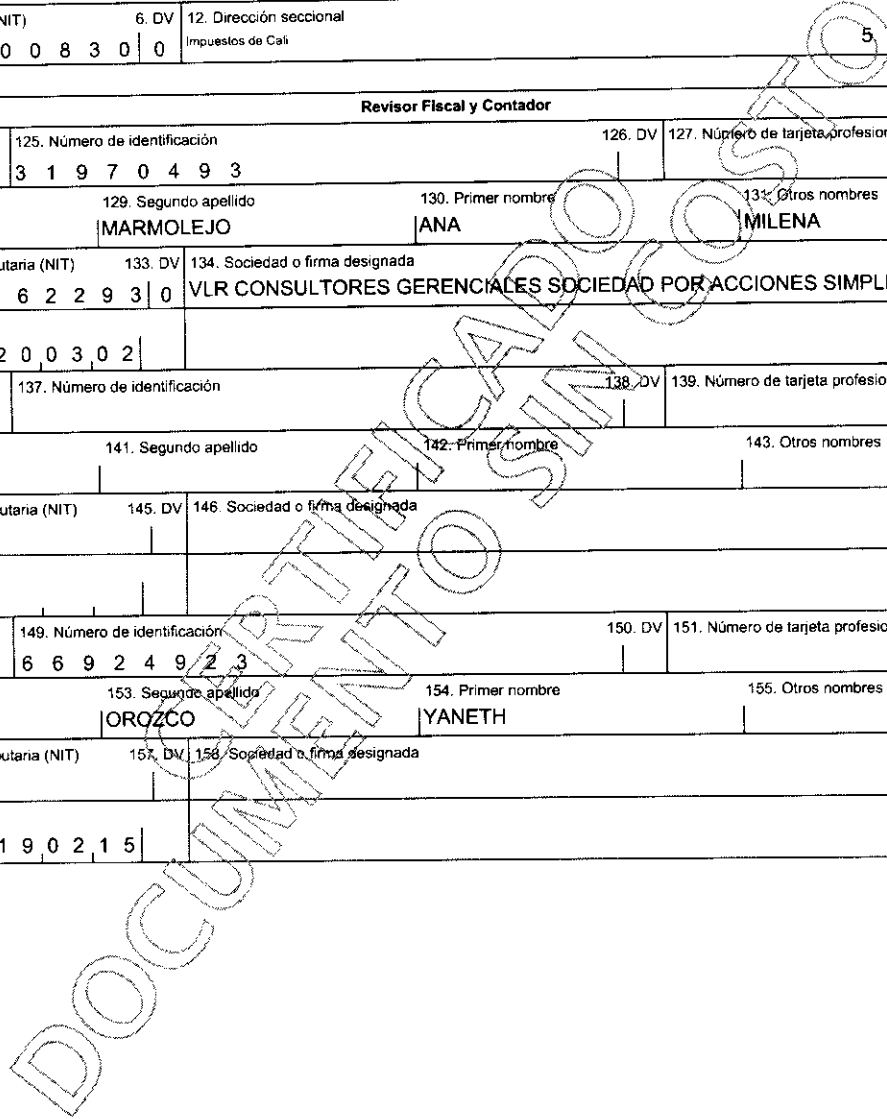 NIT) 6. DV 12. Dirección seccional
0 0 8 3 0 0 Impuestos de Cali 5
Revisor Fiscal y Contador
125. Número de identificación 126. DV 127. Número de tarjeta profesion
3 1 9 7 0 4 9 3
129. Segundo apellido 130. Primer nombre 131. Otros nombres
MARMOLEJO ANA MILENA
utaria (NIT) 133. DV 134. Sociedad o firma designada
6 2 2 9 3 0 VLR CONSULTORES GERENCIALES SOCIEDAD POR ACCIONES SIMPLI
2 0 0 3 0 2
137. Número de identificación 138. DV 139. Número de tarjeta profesio
141. Segundo apellido 142. Primer nombre 143. Otros nombres
utaria (NIT) 145. DV 146. Sociedad o firma designada
149. Número de identificación 150. DV 151. Número de tarjeta profesio
6 6 9 2 4 9 2 3
153. Segundo apellido 154. Primer nombre 155. Otros nombres
OROZCO YANETH
butaria (NIT) 157. DV 158. Sociedad o firma designada
1 9 0 2 1 5
CERTIFICADO
DOCUMENTO SIN COSTO